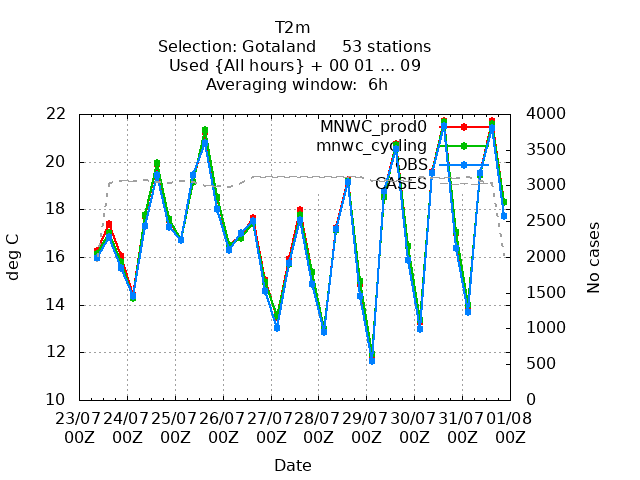 T2m
Selection: Gotaland 53 stations
Used {All hours} + 00 01 ... 09
Averaging window: 6h
22
20
18
16
14
12
10
4000
3500
3000
2500
2000
1500
1000
500
0
MNWC_prod0
mnwc_cycling
OBS
CASES
deg C
No cases
23/07 24/07 25/07 26/07 27/07 28/07 29/07 30/07 31/07 01/08
00Z 00Z 00Z 00Z 00Z 00Z 00Z 00Z 00Z 00Z
Date